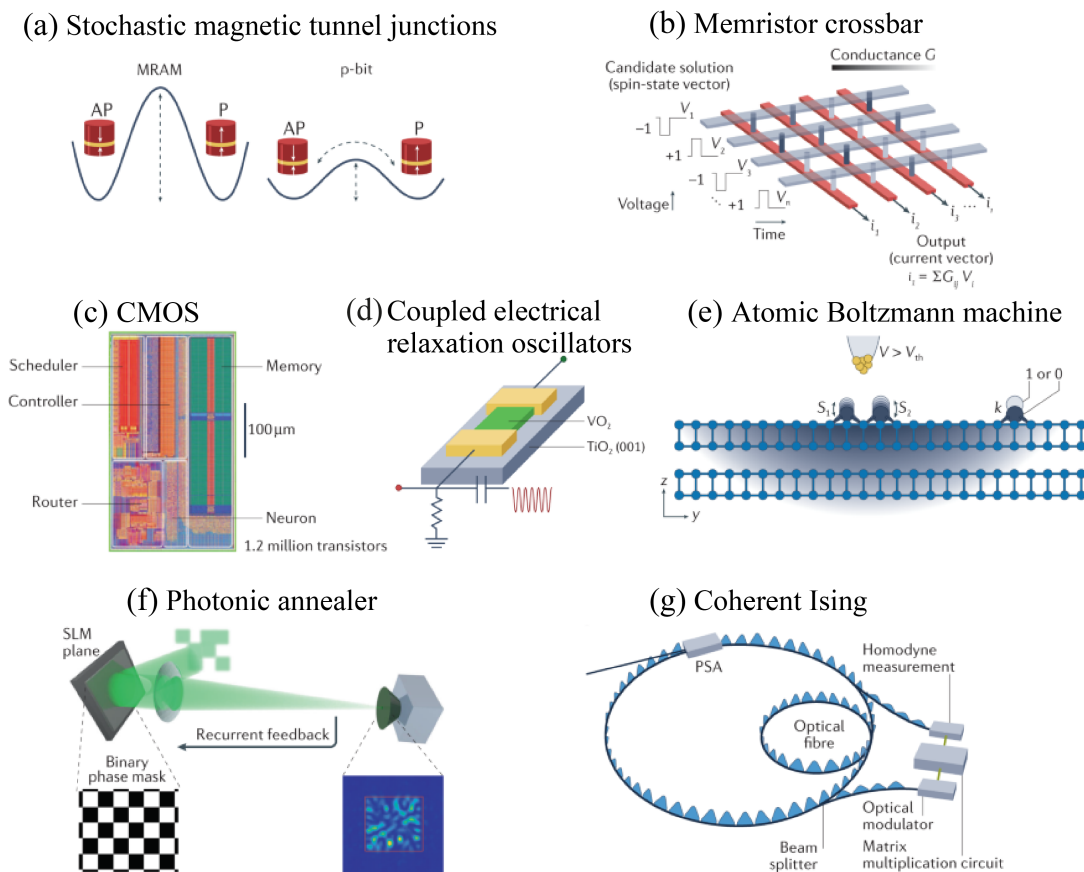 (a) Stochastic magnetic tunnel junctions
MRAM
p-bit
AP
P
AP
P
(b) Memristor crossbar
Conductance G
Candidate solution
(spin-state vector)
−1
V₁
+1
V₂
−1
V₃
+1
Vₙ
Voltage
Time
i₁
i₂
i₃ ... i
Output
(current vector)
(c) CMOS
Scheduler
Controller
Router
Memory
100 μm
Neuron
1.2 million transistors
(d) Coupled electrical
relaxation oscillators
VO₂
TiO₂ (001)
(e) Atomic Boltzmann machine
V > Vth
1 or 0
S₁
S₂
k
z
y
(f) Photonic annealer
SLM
plane
Recurrent feedback
Binary
phase mask
(g) Coherent Ising
PSA
Homodyne
measurement
Optical
fibre
Optical
modulator
Beam
splitter
Matrix
multiplication circuit